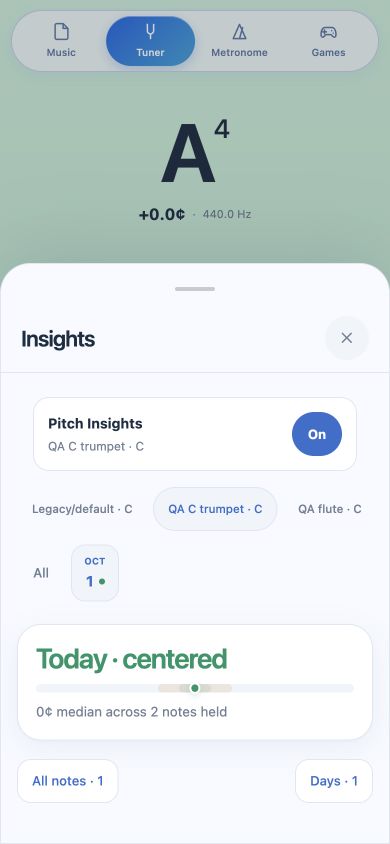 Music
Tuner
Metronome
Games
A4
+0.0¢ · 440.0 Hz
Insights
Pitch Insights
QA C trumpet · C
On
Legacy/default · C
QA C trumpet · C
QA flute · C
All
OCT
1
Today · centered
0¢ median across 2 notes held
All notes · 1
Days · 1